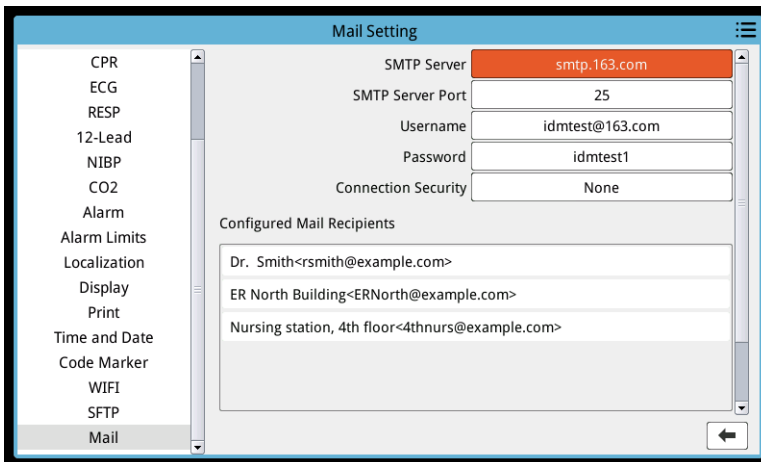 Mail Setting
CPR
ECG
RESP
12-Lead
NIBP
CO2
Alarm
Alarm Limits
Localization
Display
Print
Time and Date
Code Marker
WIFI
SFTP
Mail
SMTP Server smtp.163.com
SMTP Server Port 25
Username idmtest@163.com
Password idmtest1
Connection Security None
Configured Mail Recipients
Dr.  Smith<rsmith@example.com>
ER North Building<ERNorth@example.com>
Nursing station, 4th floor<4thnurs@example.com>